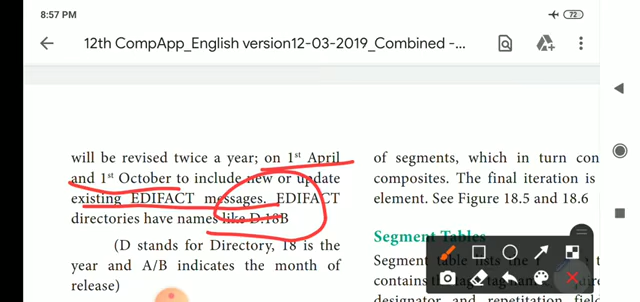 8:57 PM
72
12th CompApp_English version12-03-2019_Combined -...
will be revised twice a year; on 1st April
and 1st October to include new or update
existing EDIFACT messages. EDIFACT
directories have names like D.18B
(D stands for Directory, 18 is the
year and A/B indicates the month of
release)
of segments, which in turn con
composites. The final iteration is
element. See Figure 18.5 and 18.6
Segment Tables
Segment table lists the
contains
designator and repetition field